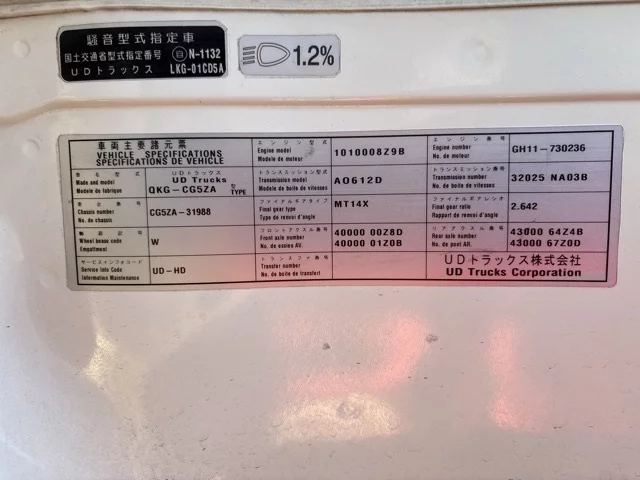 騒音型式指定車
国土交通省型式指定番号 自 N-1132
UDトラックス LKG-01CD5A
1.2%
車両主要諸元表
VEHICLE SPECIFICATIONS
SPECIFICATIONS DE VEHICLE
車名型式 UDトラックス
Make and model UD Trucks
Modele de fabrique QKG-CG5ZA 型 TYPE
車台番号
Chassis number CG5ZA-31988
No. de chassis
Wheel base code W
Empattment
サービスインフォコード
Service info Code UD-HD
Information Maintenance
エンジン型式
Engine model 1010008Z9B
Modele de moteur
トランスミッション型式
Transmission model AO612D
Modele de boite de vitesses
ファイナルギアタイプ
Final gear type MT14X
Type de renvoi d'angle
フロントアクスル番号 40000 00Z8D
Front axle number
No. de essieu AV. 40000 01Z0B
トランスファ番号
Transfer number
No. de boite de transfert
エンジン番号
Engine number GH11-730236
No. de moteur
トランスミッション番号
Transmission number 32025 NA03B
No. de boite de vitesses
ファイナルギアレシオ
Final gear ratio 2.642
Rapport de renvoi d'angle
リアアクスル番号 43000 64Z4B
Rear axle number
No. de pont AR. 43000 67Z0D
UDトラックス株式会社
UD Trucks Corporation